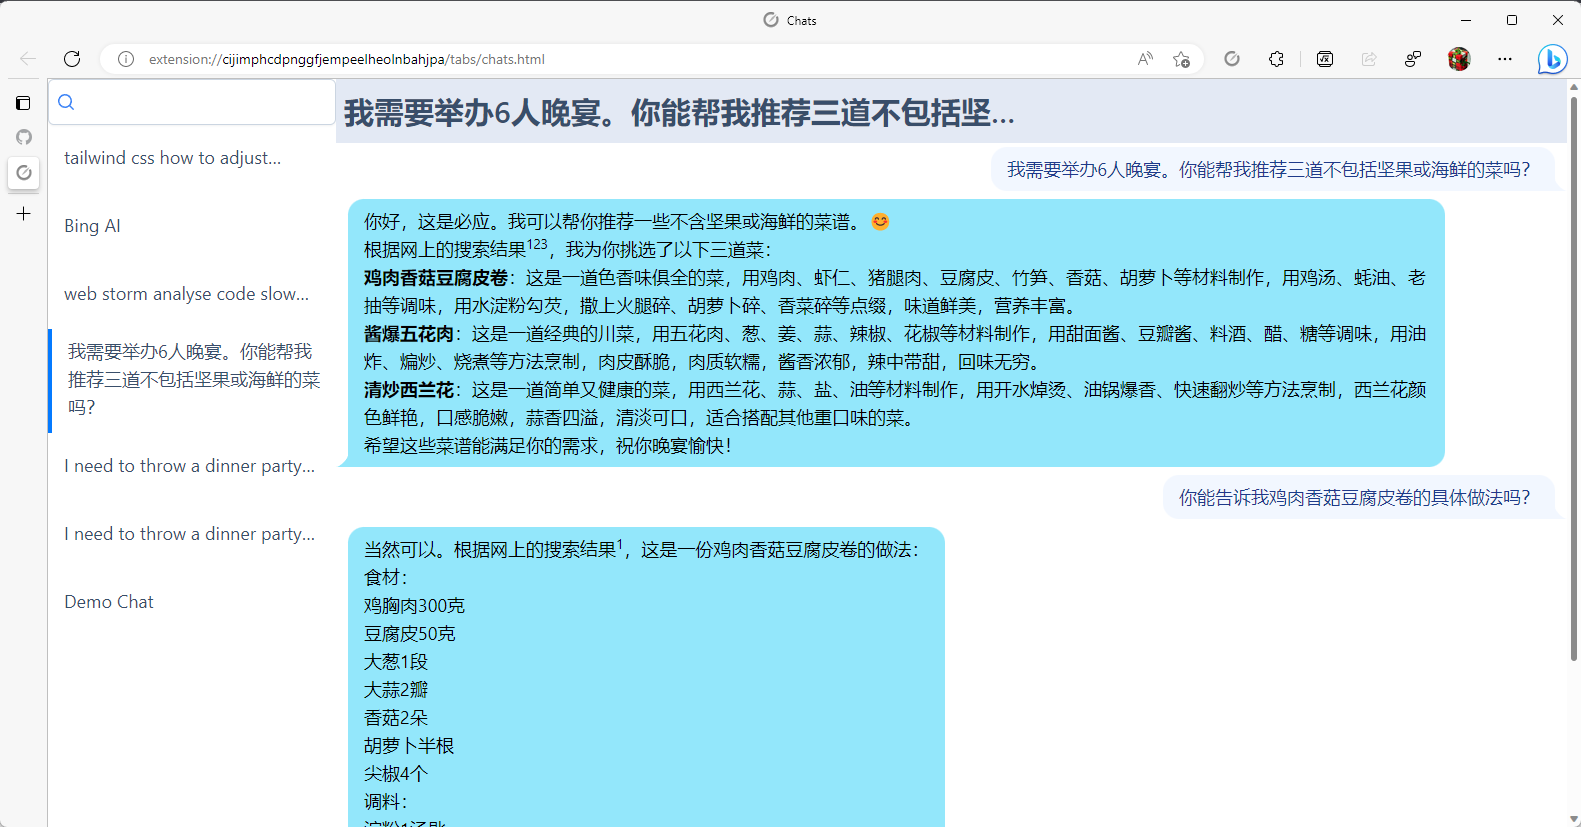 Chats
extension://cijimphcdpnggfjempeelheolnbahjpa/tabs/chats.html
tailwind css how to adjust...
Bing AI
web storm analyse code slow...
我需要举办6人晚宴。你能帮我
推荐三道不包括坚果或海鲜的菜
吗？
I need to throw a dinner party...
I need to throw a dinner party...
Demo Chat
我需要举办6人晚宴。你能帮我推荐三道不包括坚...
我需要举办6人晚宴。你能帮我推荐三道不包括坚果或海鲜的菜吗？
你好，这是必应。我可以帮你推荐一些不含坚果或海鲜的菜谱。😊
根据网上的搜索结果123，我为你挑选了以下三道菜：
鸡肉香菇豆腐皮卷：这是一道色香味俱全的菜，用鸡肉、虾仁、猪腿肉、豆腐皮、竹笋、香菇、胡萝卜等材料制作，用鸡汤、蚝油、老
抽等调味，用水淀粉勾芡，撒上火腿碎、胡萝卜碎、香菜碎等点缀，味道鲜美，营养丰富。
酱爆五花肉：这是一道经典的川菜，用五花肉、葱、姜、蒜、辣椒、花椒等材料制作，用甜面酱、豆瓣酱、料酒、醋、糖等调味，用油
炸、煸炒、烧煮等方法烹制，肉皮酥脆，肉质软糯，酱香浓郁，辣中带甜，回味无穷。
清炒西兰花：这是一道简单又健康的菜，用西兰花、蒜、盐、油等材料制作，用开水焯烫、油锅爆香、快速翻炒等方法烹制，西兰花颜
色鲜艳，口感脆嫩，蒜香四溢，清淡可口，适合搭配其他重口味的菜。
希望这些菜谱能满足你的需求，祝你晚宴愉快！
你能告诉我鸡肉香菇豆腐皮卷的具体做法吗？
当然可以。根据网上的搜索结果1，这是一份鸡肉香菇豆腐皮卷的做法：
食材：
鸡胸肉300克
豆腐皮50克
大葱1段
大蒜2瓣
香菇2朵
胡萝卜半根
尖椒4个
调料：